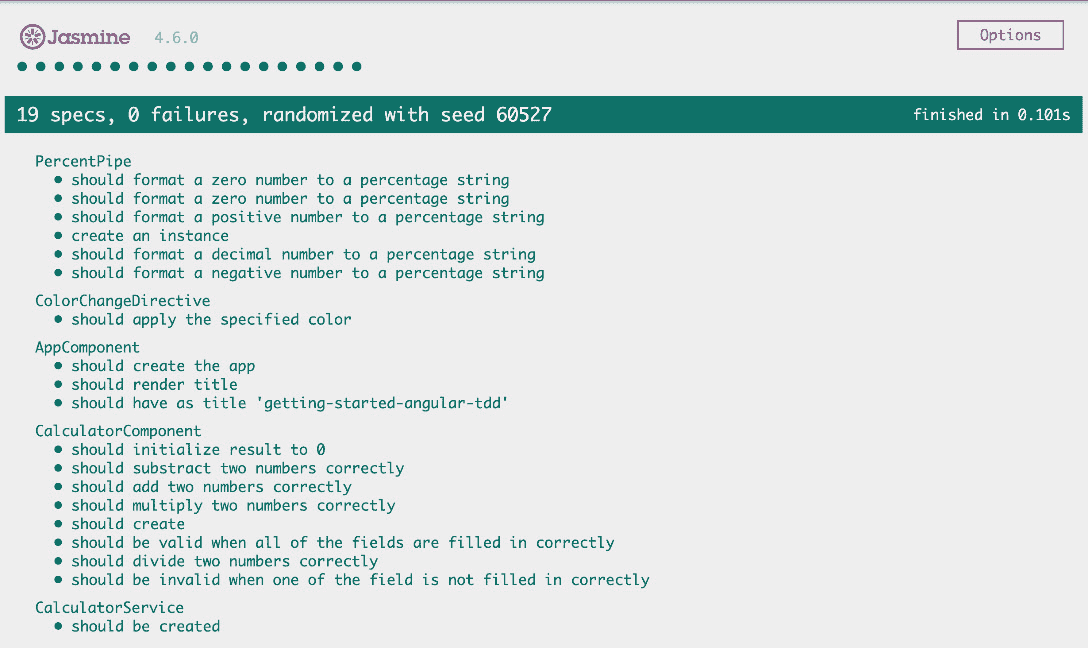 Jasmine 4.6.0
Options
19 specs, 0 failures, randomized with seed 60527
finished in 0.101s
PercentPipe
• should format a zero number to a percentage string
• should format a zero number to a percentage string
• should format a positive number to a percentage string
• create an instance
• should format a decimal number to a percentage string
• should format a negative number to a percentage string
ColorChangeDirective
• should apply the specified color
AppComponent
• should create the app
• should render title
• should have as title 'getting-started-angular-tdd'
CalculatorComponent
• should initialize result to 0
• should substract two numbers correctly
• should add two numbers correctly
• should multiply two numbers correctly
• should create
• should be valid when all of the fields are filled in correctly
• should divide two numbers correctly
• should be invalid when one of the field is not filled in correctly
CalculatorService
• should be created